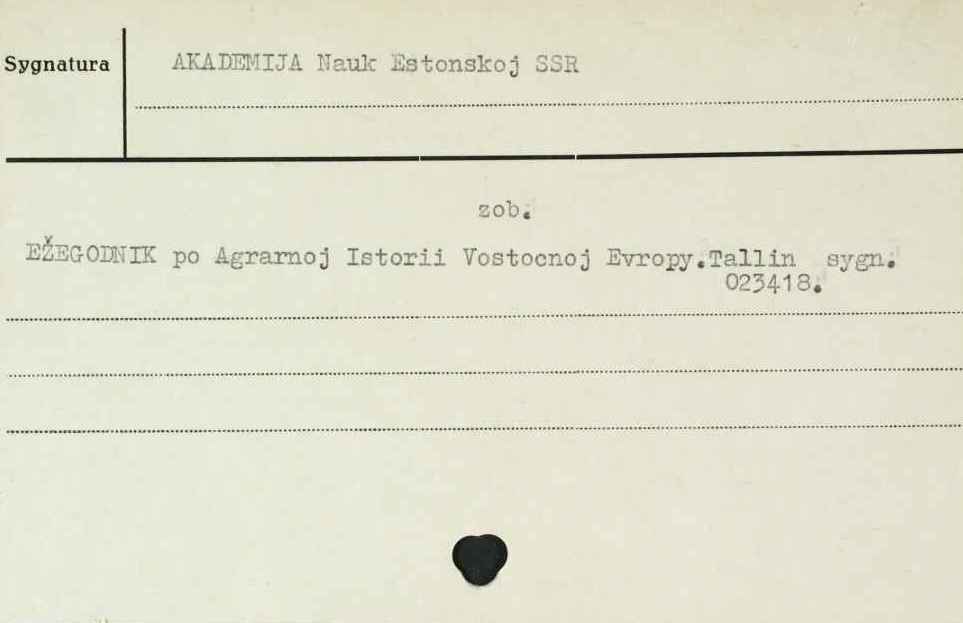 Sygnatura
AKADEMIJA Nauk Estonskoj SSR
zob.
EŽEGODNIK po Agrarnoj Istorii Vostocnoj Evropy.Tallin sygn.
023418.